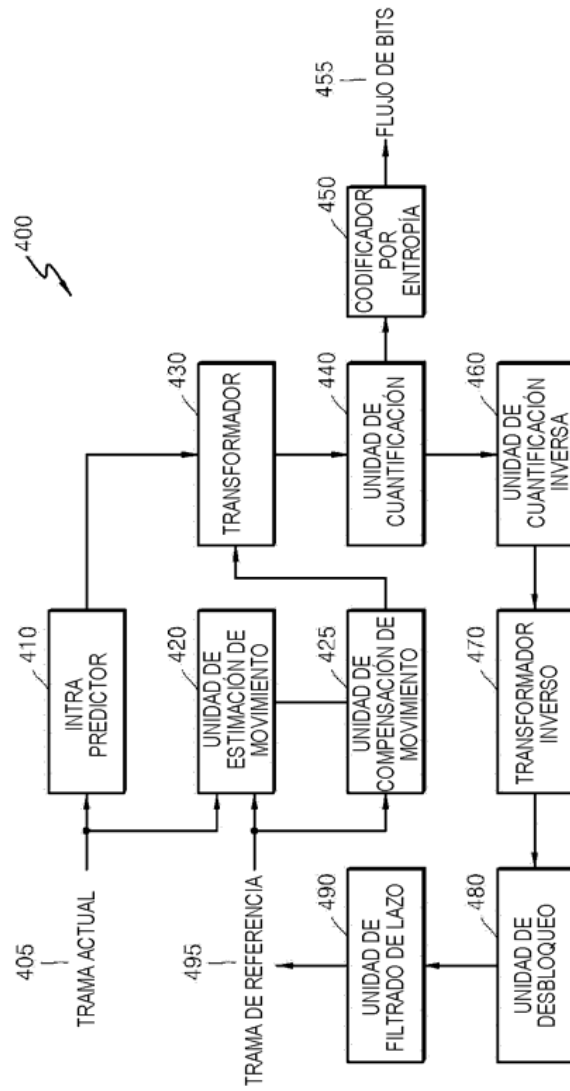 400
405
TRAMA ACTUAL
410
INTRA
PREDICTOR
430
TRANSFORMADOR
495
TRAMA DE REFERENCIA
420
UNIDAD DE
ESTIMACIÓN DE
MOVIMIENTO
425
UNIDAD DE
COMPENSACIÓN DE
MOVIMIENTO
440
UNIDAD DE
CUANTIFICACIÓN
450
CODIFICADOR
POR
ENTROPÍA
455
FLUJO DE BITS
490
UNIDAD DE
FILTRADO DE LAZO
480
UNIDAD DE
DESBLOQUEO
470
TRANSFORMADOR
INVERSO
460
UNIDAD DE
CUANTIFICACIÓN
INVERSA